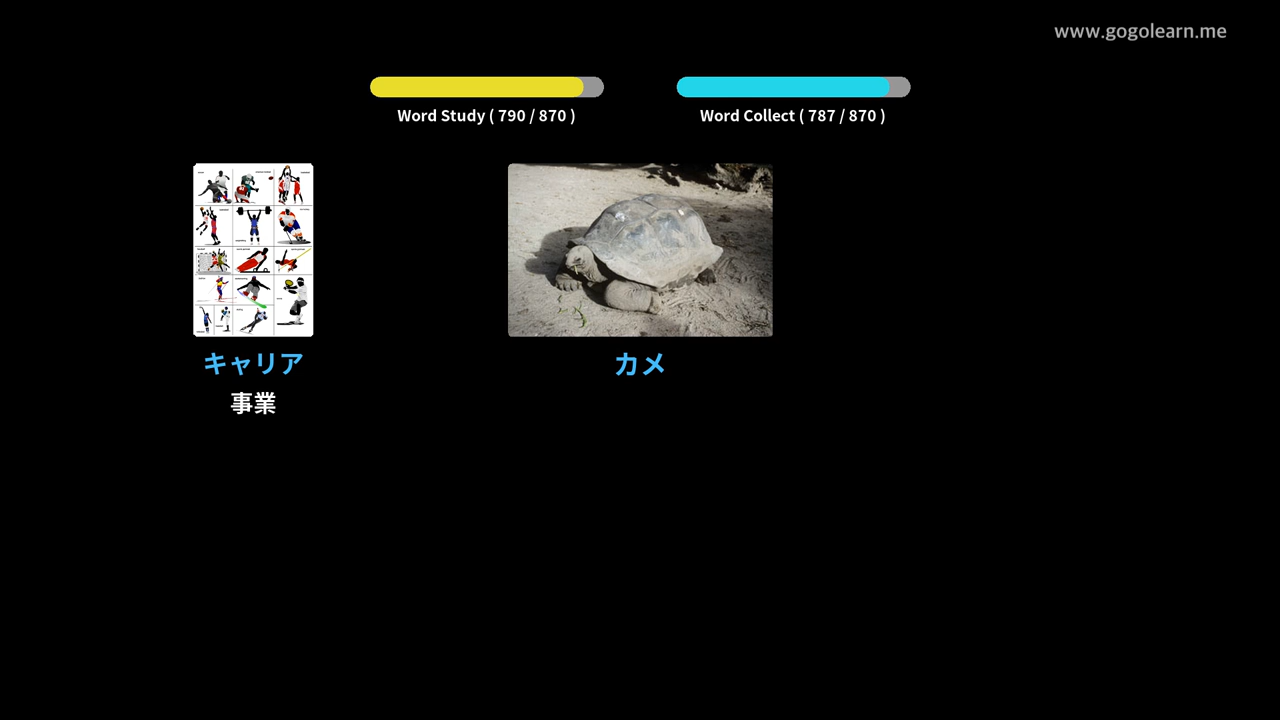 www.gogolearn.me
Word Study ( 790 / 870 )
Word Collect ( 787 / 870 )
キャリア
カメ
事業